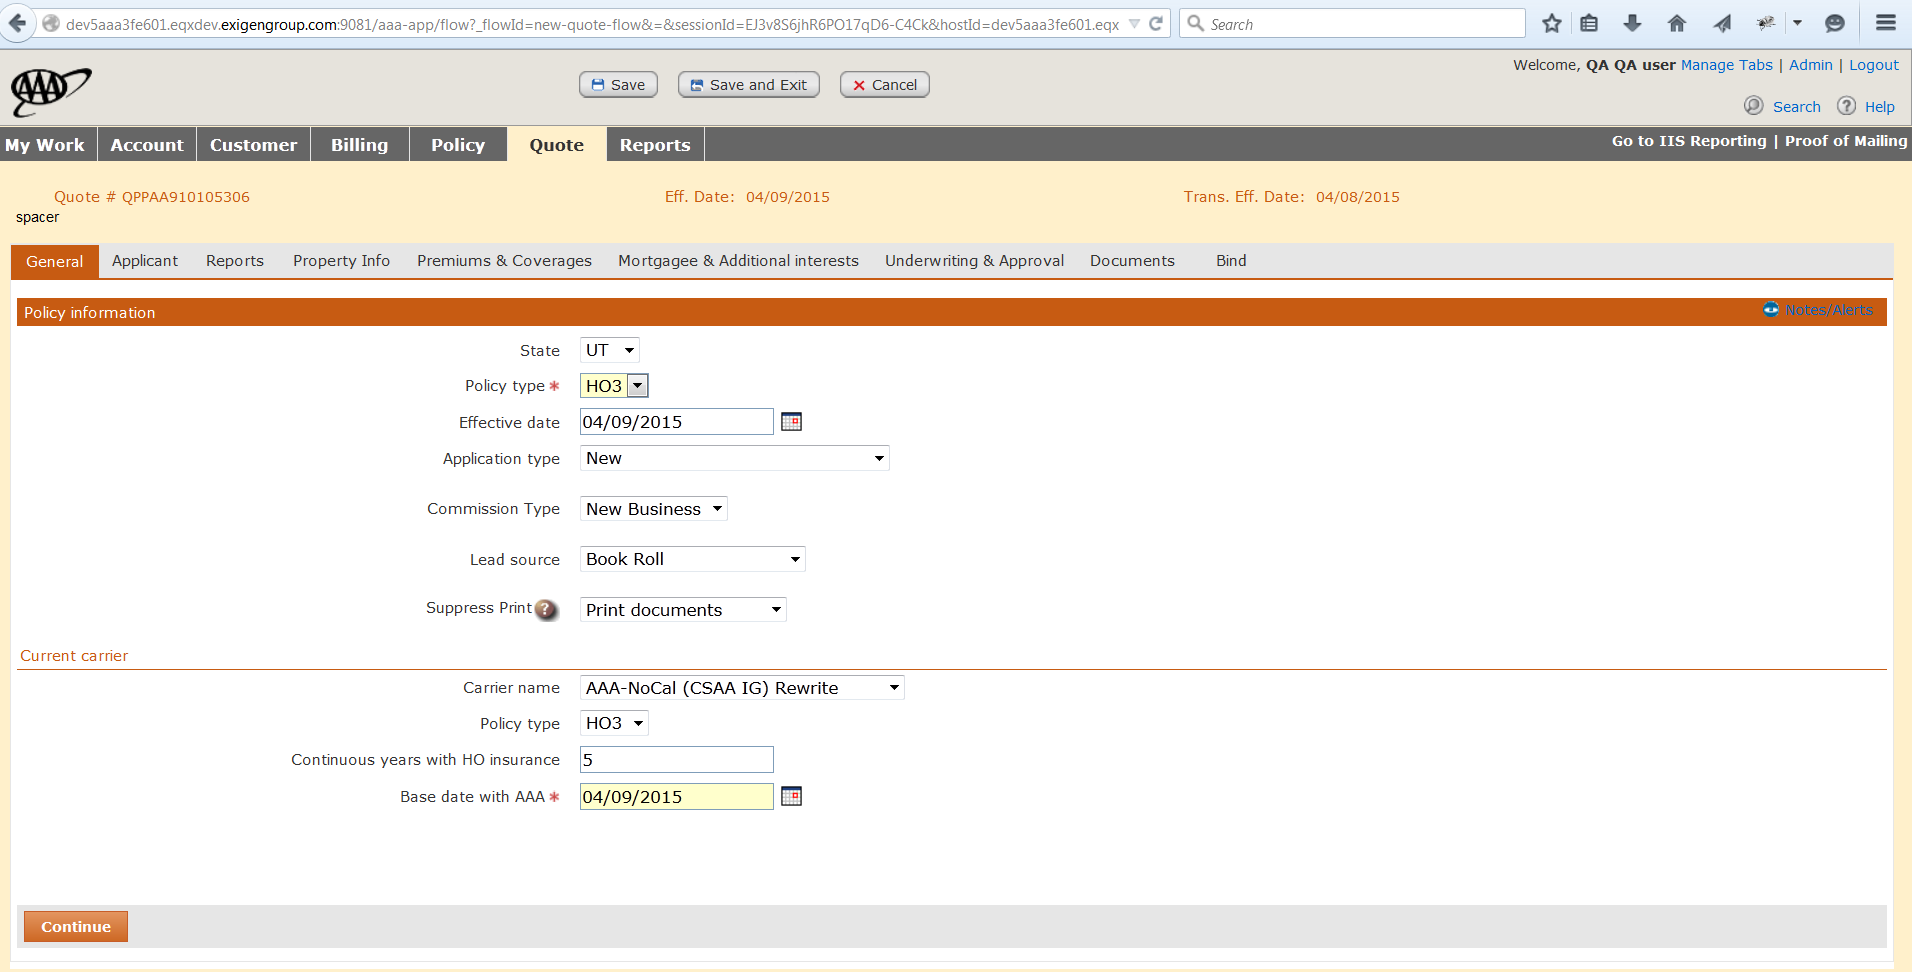 dev5aaa3fe601.eqxdev.exigengroup.com:9081/aaa-app/flow?_flowId=new-quote-flow&=&sessionId=EJ3v8S6jhR6PO17qD6-C4Ck&hostId=dev5aaa3fe601.eqx Search
AAA Save Save and Exit Cancel Welcome, QA QA user Manage Tabs | Admin | Logout
Search Help
My Work Account Customer Billing Policy Quote Reports Go to IIS Reporting | Proof of Mailing
Quote # QPPAA910105306 Eff. Date: 04/09/2015 Trans. Eff. Date: 04/08/2015
spacer
General Applicant Reports Property Info Premiums & Coverages Mortgagee & Additional interests Underwriting & Approval Documents Bind
Policy information Notes/Alerts
State UT
Policy type * HO3
Effective date 04/09/2015
Application type New
Commission Type New Business
Lead source Book Roll
Suppress Print ? Print documents
Current carrier
Carrier name AAA-NoCal (CSAA IG) Rewrite
Policy type HO3
Continuous years with HO insurance 5
Base date with AAA * 04/09/2015
Continue